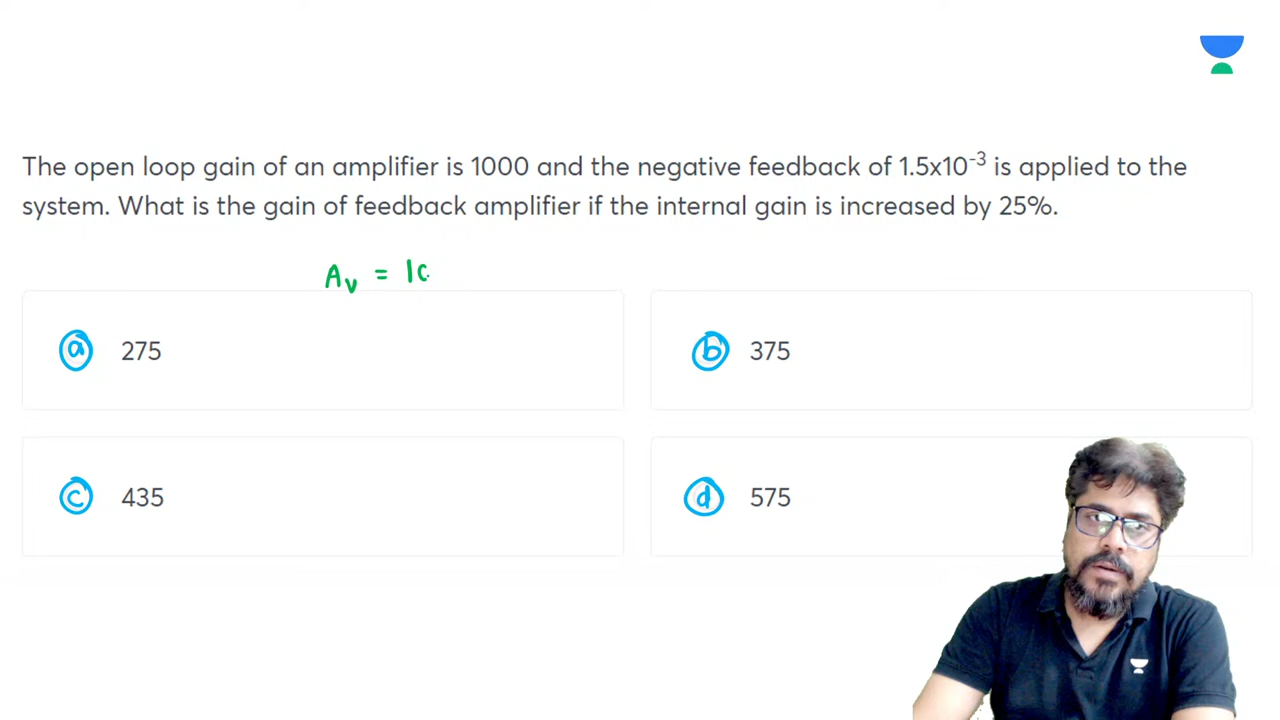 The open loop gain of an amplifier is 1000 and the negative feedback of 1.5x10⁻³ is applied to the
system. What is the gain of feedback amplifier if the internal gain is increased by 25%.
Aᵥ = 10
a 275
b 375
c 435
d 575